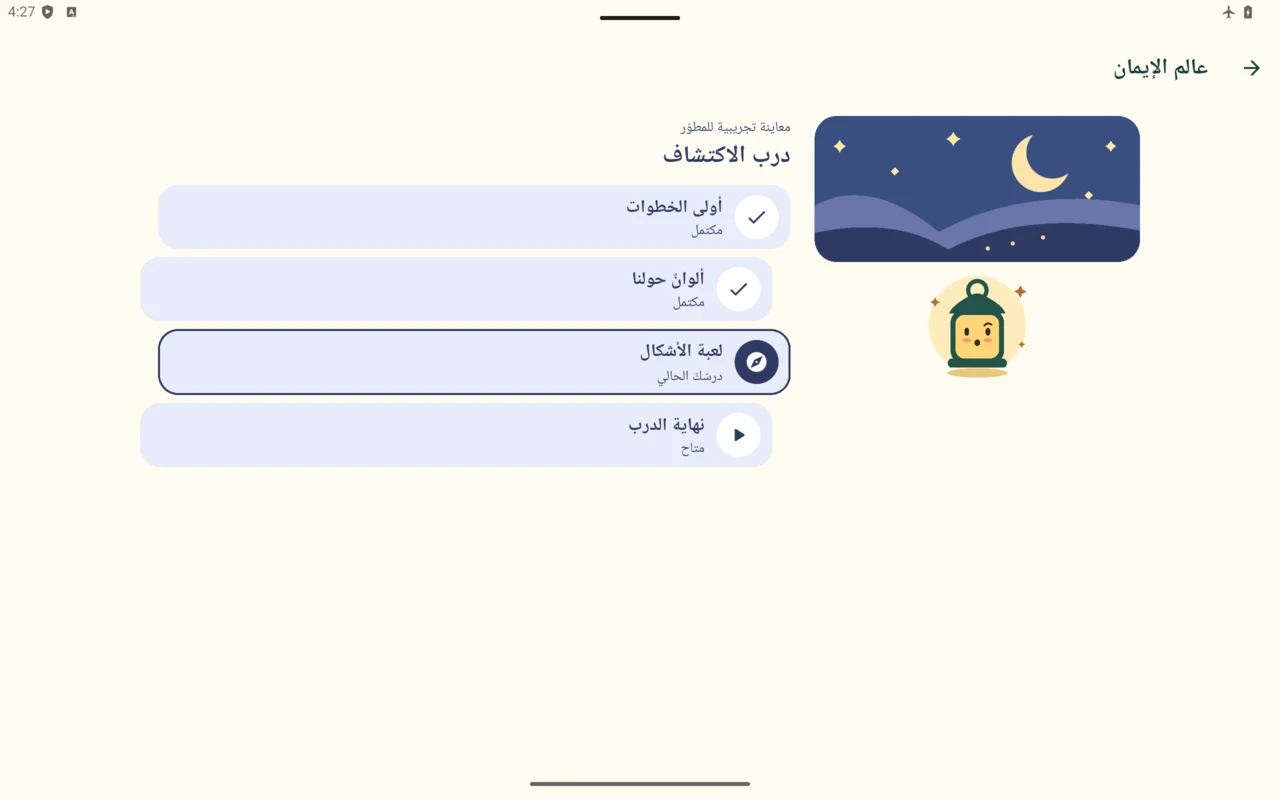 4:27
عالم الإيمان
معاينة تجريبية للمطوّر
درب الاكتشاف
أولى الخطوات
مكتمل
ألوانٌ حولنا
مكتمل
لعبة الأشكال
درسك الحالي
نهاية الدرب
متاح